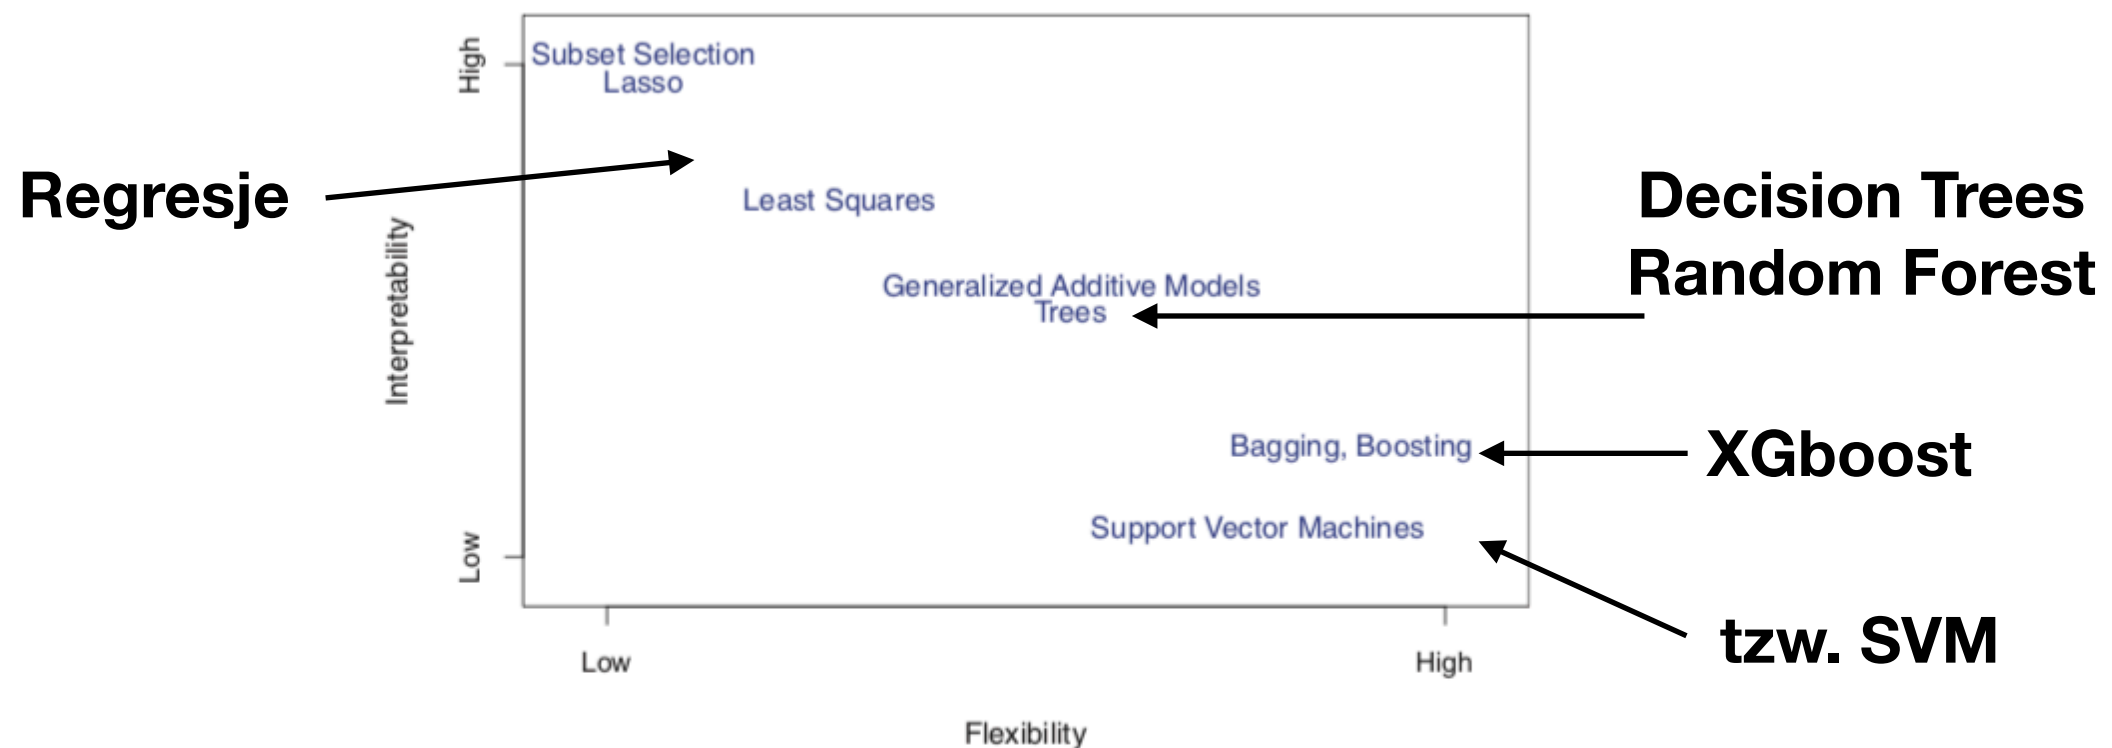 High
Subset Selection
Lasso
Regresje
Least Squares
Decision Trees
Random Forest
Interpretability
Generalized Additive Models
Trees
Bagging, Boosting
XGboost
Support Vector Machines
Low
tzw. SVM
Low
High
Flexibility